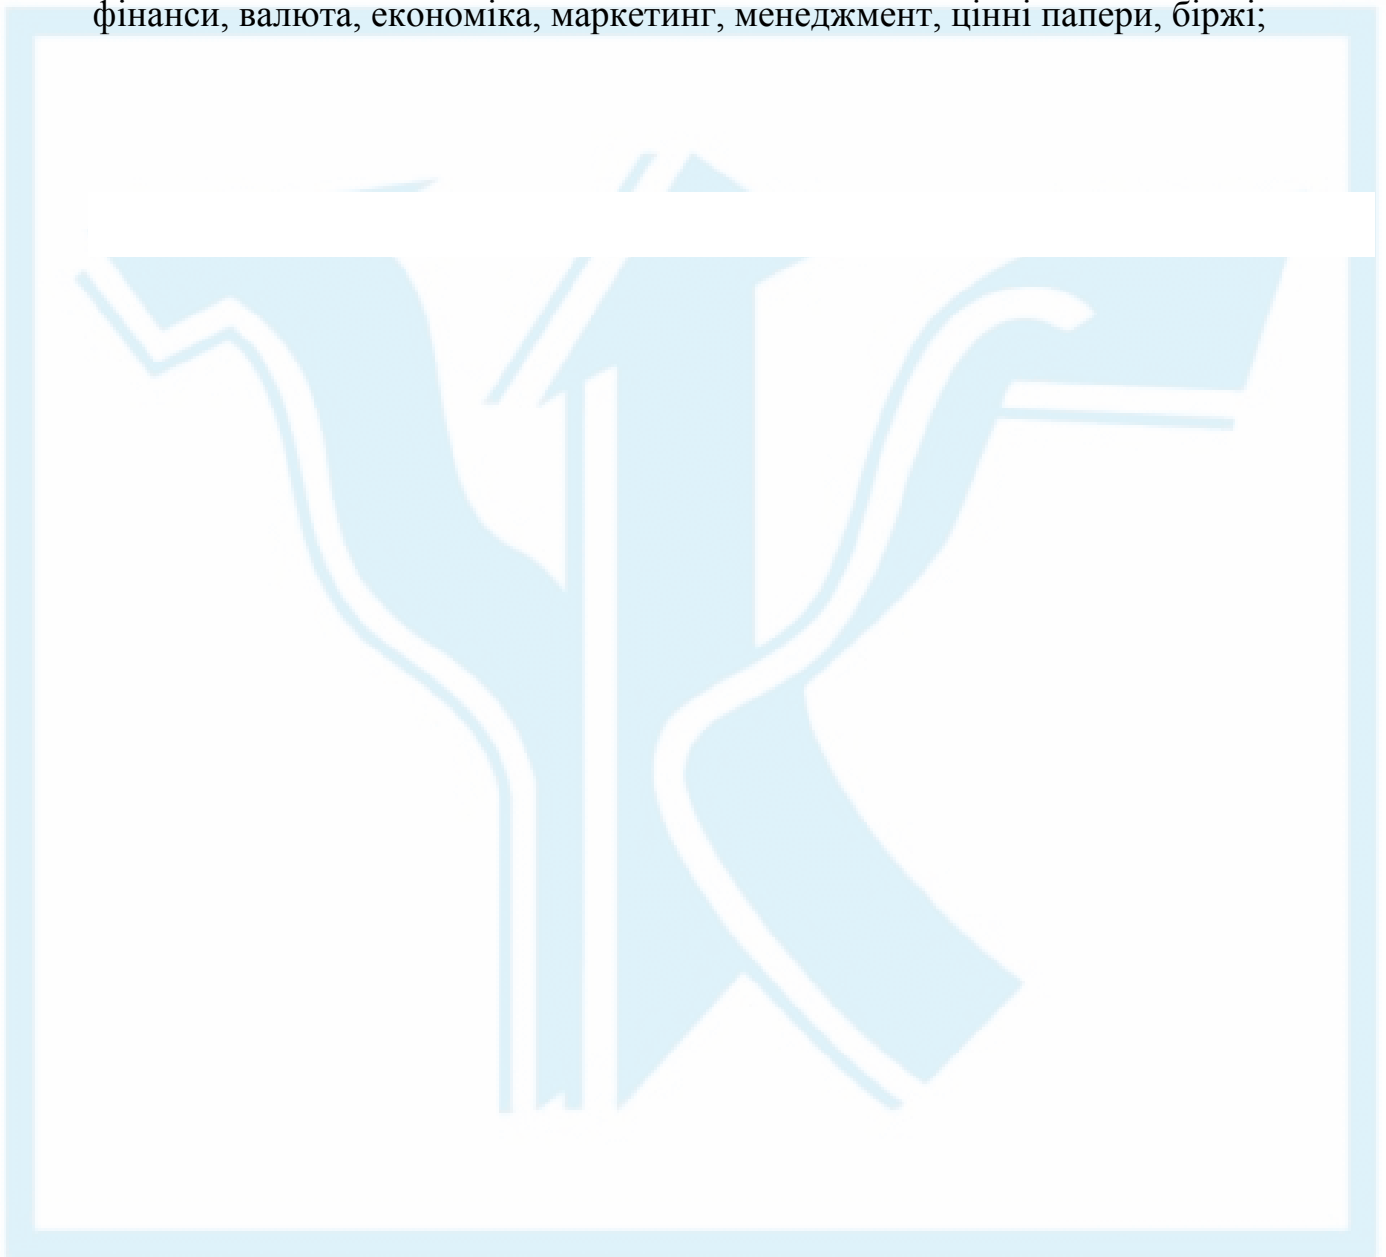 фінанси, валюта, економіка, маркетинг, менеджмент, цінні папери, біржі;